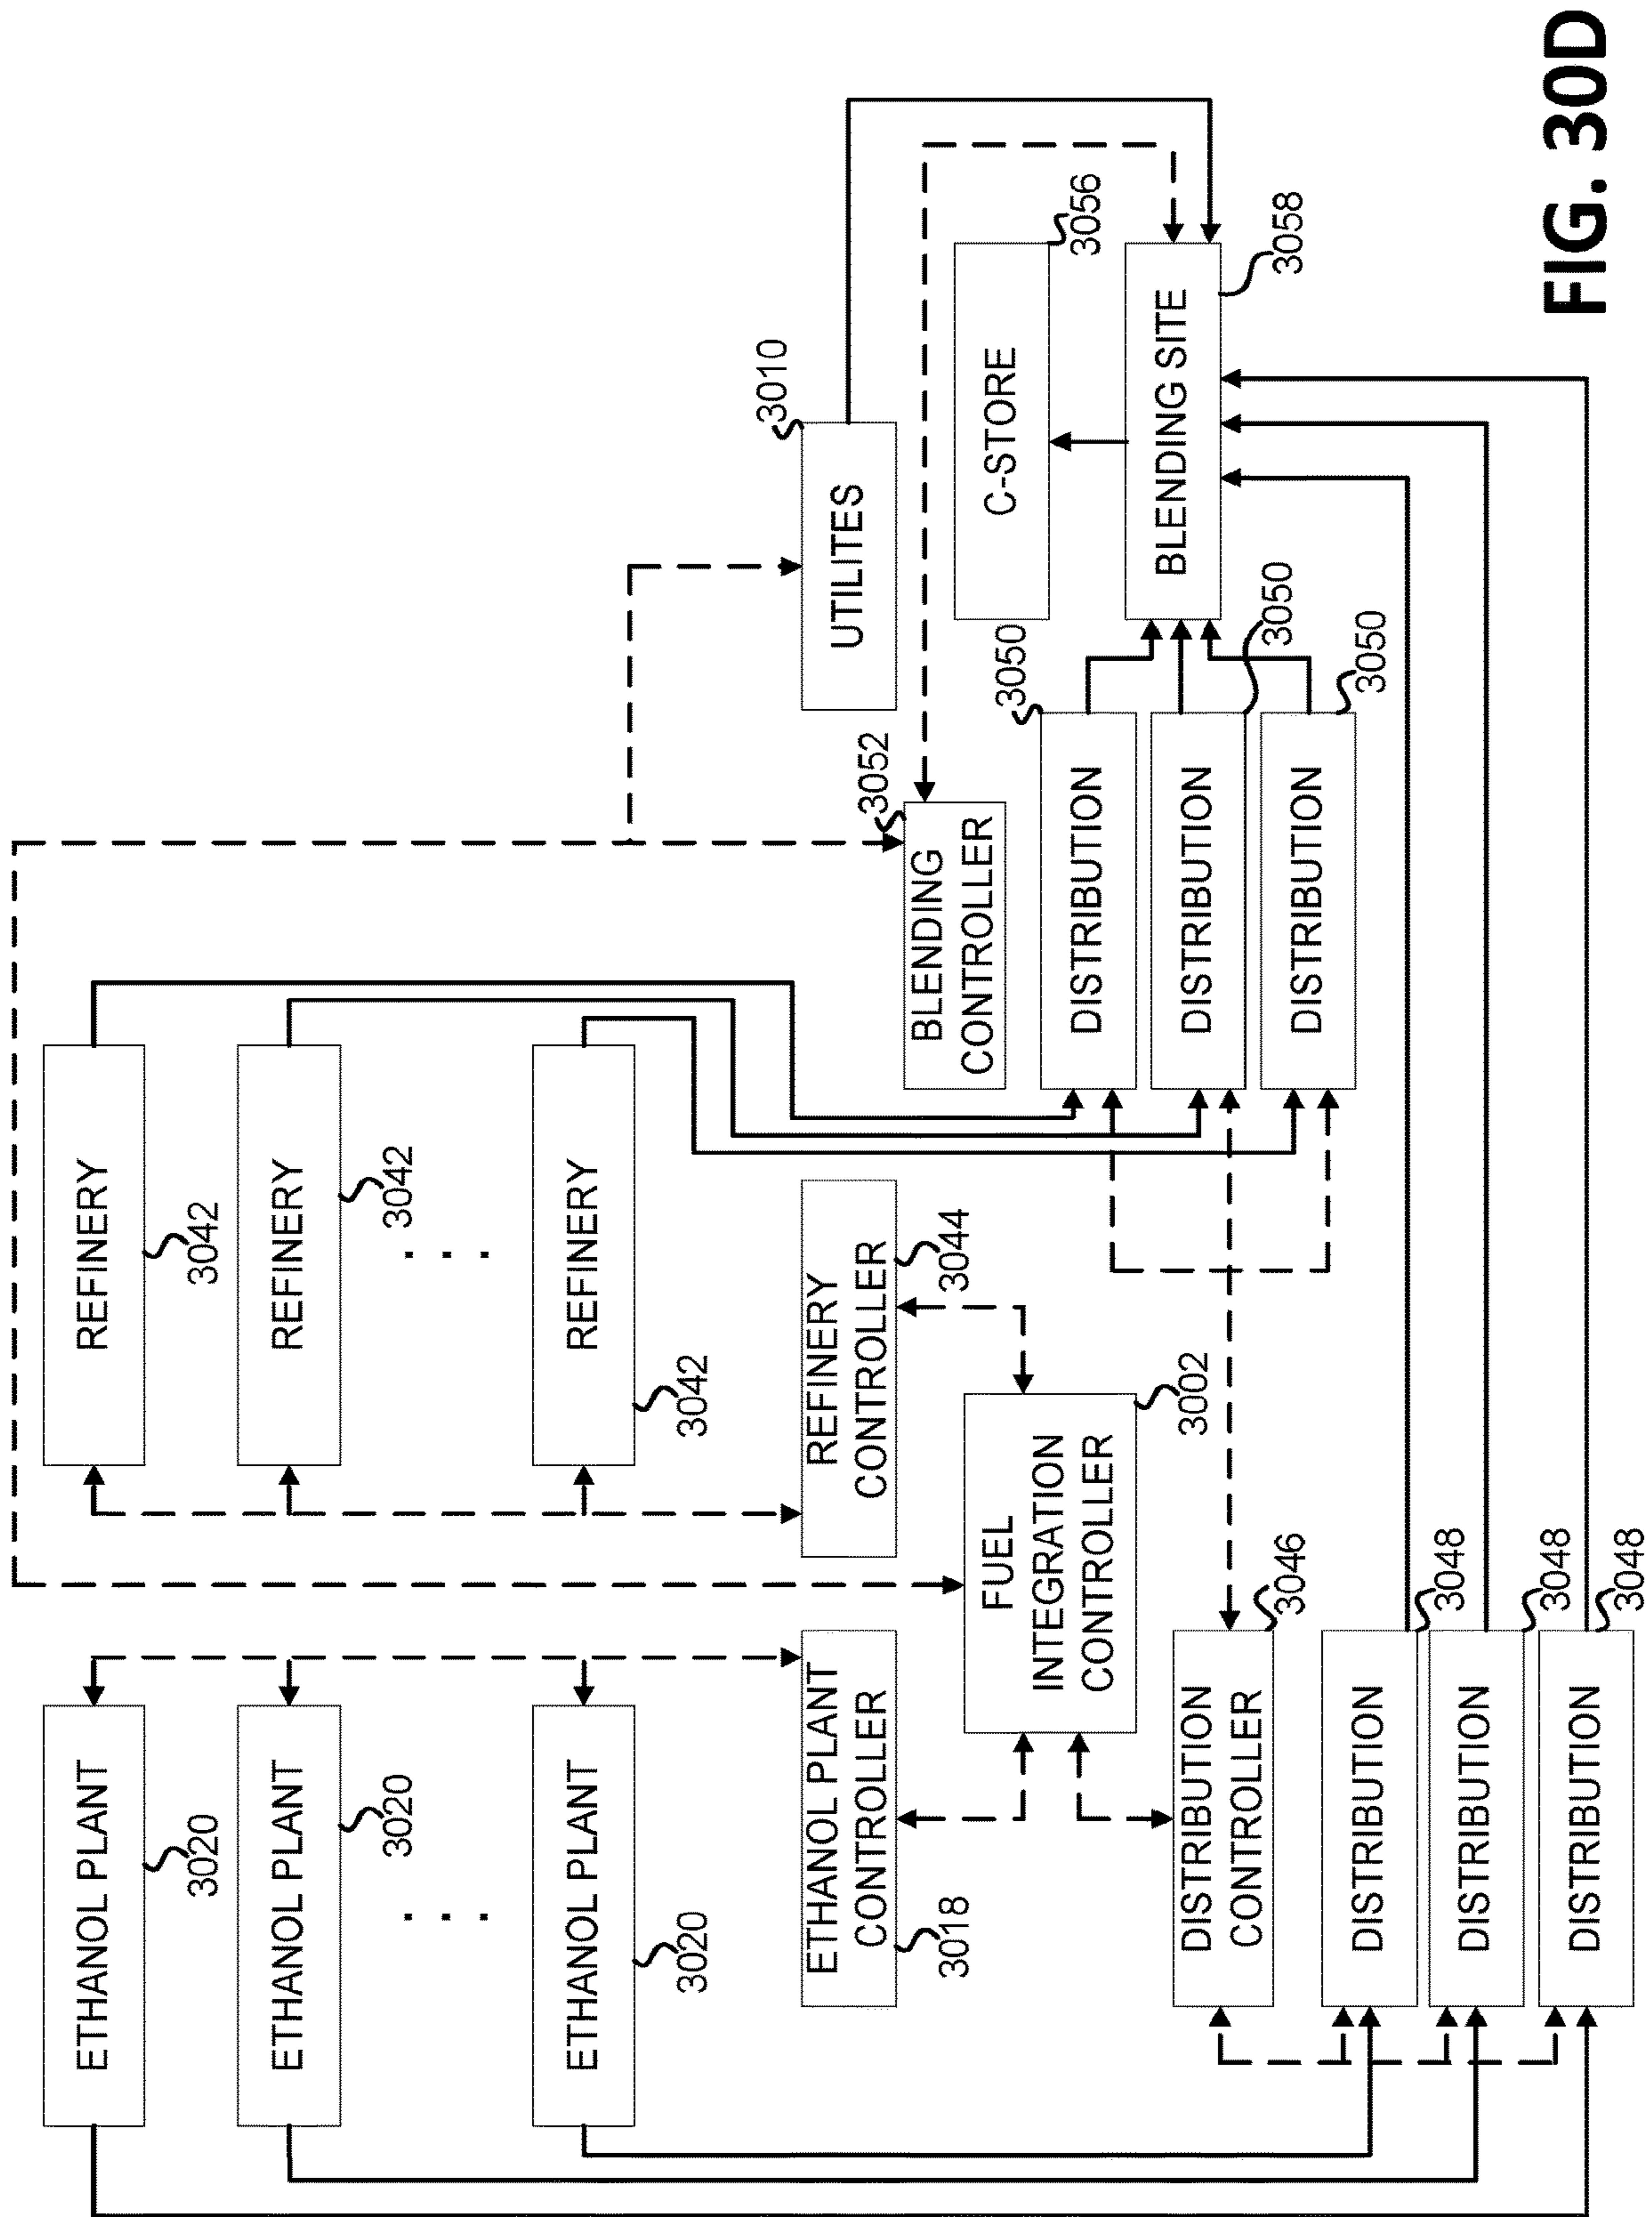 ETHANOL PLANT
3020
REFINERY
3042
ETHANOL PLANT
3020
REFINERY
3042
. . .
. . .
ETHANOL PLANT
3020
REFINERY
3042
ETHANOL PLANT
CONTROLLER
3018
REFINERY
CONTROLLER
3044
UTILITES
3010
BLENDING
CONTROLLER
3052
FUEL
INTEGRATION
CONTROLLER
3002
C-STORE
3056
DISTRIBUTION
3050
DISTRIBUTION
3050
DISTRIBUTION
3050
BLENDING SITE
3058
DISTRIBUTION
CONTROLLER
3046
DISTRIBUTION
3048
DISTRIBUTION
3048
DISTRIBUTION
3048
FIG. 30D